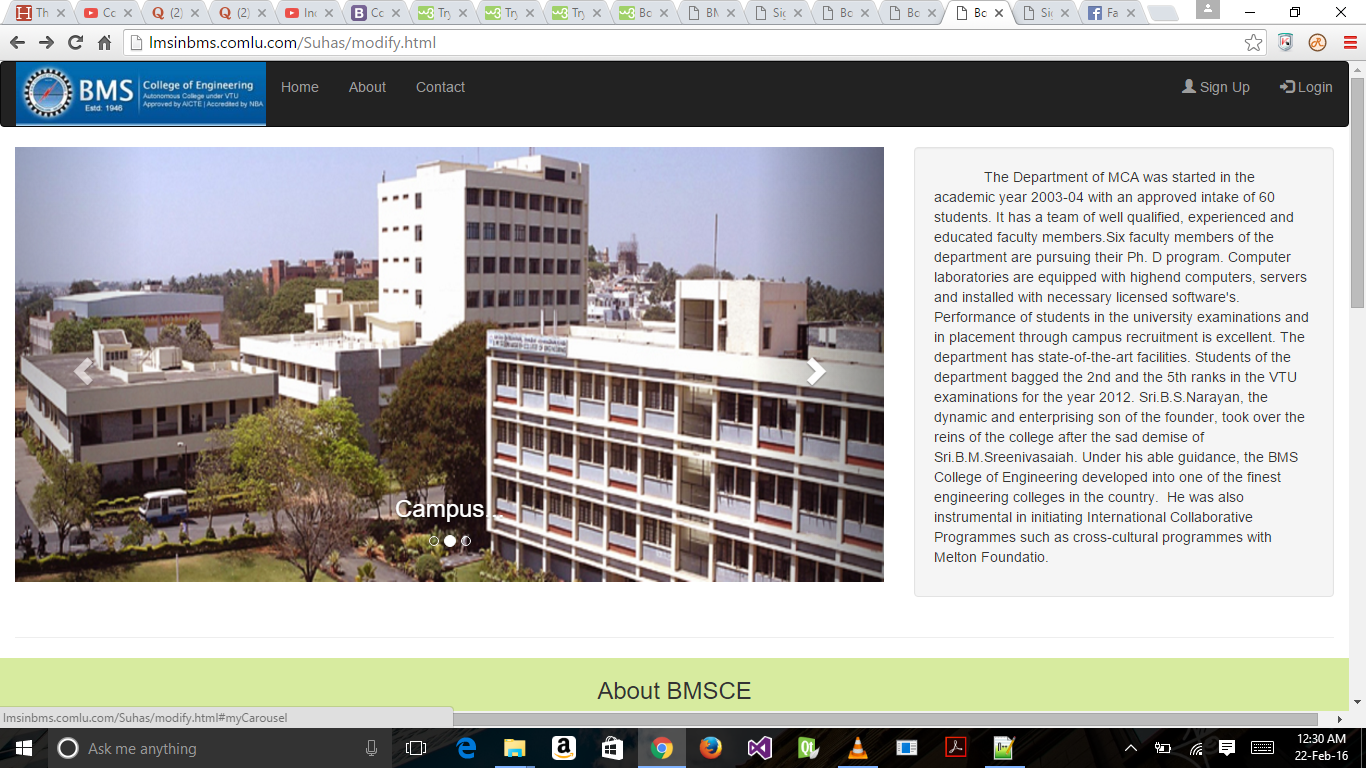 Th
Cc
(2)
(2)
Inc
Cc
Try
Try
Try
Bc
BM
Sig
Bc
Bc
Bc
Sig
Fa
lmsinbms.comlu.com/Suhas/modify.html
BMS
Estd: 1946
College of Engineering
Autonomous College under VTU
Approved by AICTE | Accredited by NBA
Home About Contact Sign Up Login
Campus...
The Department of MCA was started in the
academic year 2003-04 with an approved intake of 60
students. It has a team of well qualified, experienced and
educated faculty members.Six faculty members of the
department are pursuing their Ph. D program. Computer
laboratories are equipped with highend computers, servers
and installed with necessary licensed software's.
Performance of students in the university examinations and
in placement through campus recruitment is excellent. The
department has state-of-the-art facilities. Students of the
department bagged the 2nd and the 5th ranks in the VTU
examinations for the year 2012. Sri.B.S.Narayan, the
dynamic and enterprising son of the founder, took over the
reins of the college after the sad demise of
Sri.B.M.Sreenivasaiah. Under his able guidance, the BMS
College of Engineering developed into one of the finest
engineering colleges in the country.  He was also
instrumental in initiating International Collaborative
Programmes such as cross-cultural programmes with
Melton Foundatio.
About BMSCE
lmsinbms.comlu.com/Suhas/modify.html#myCarousel
Ask me anything
12:30 AM
22-Feb-16